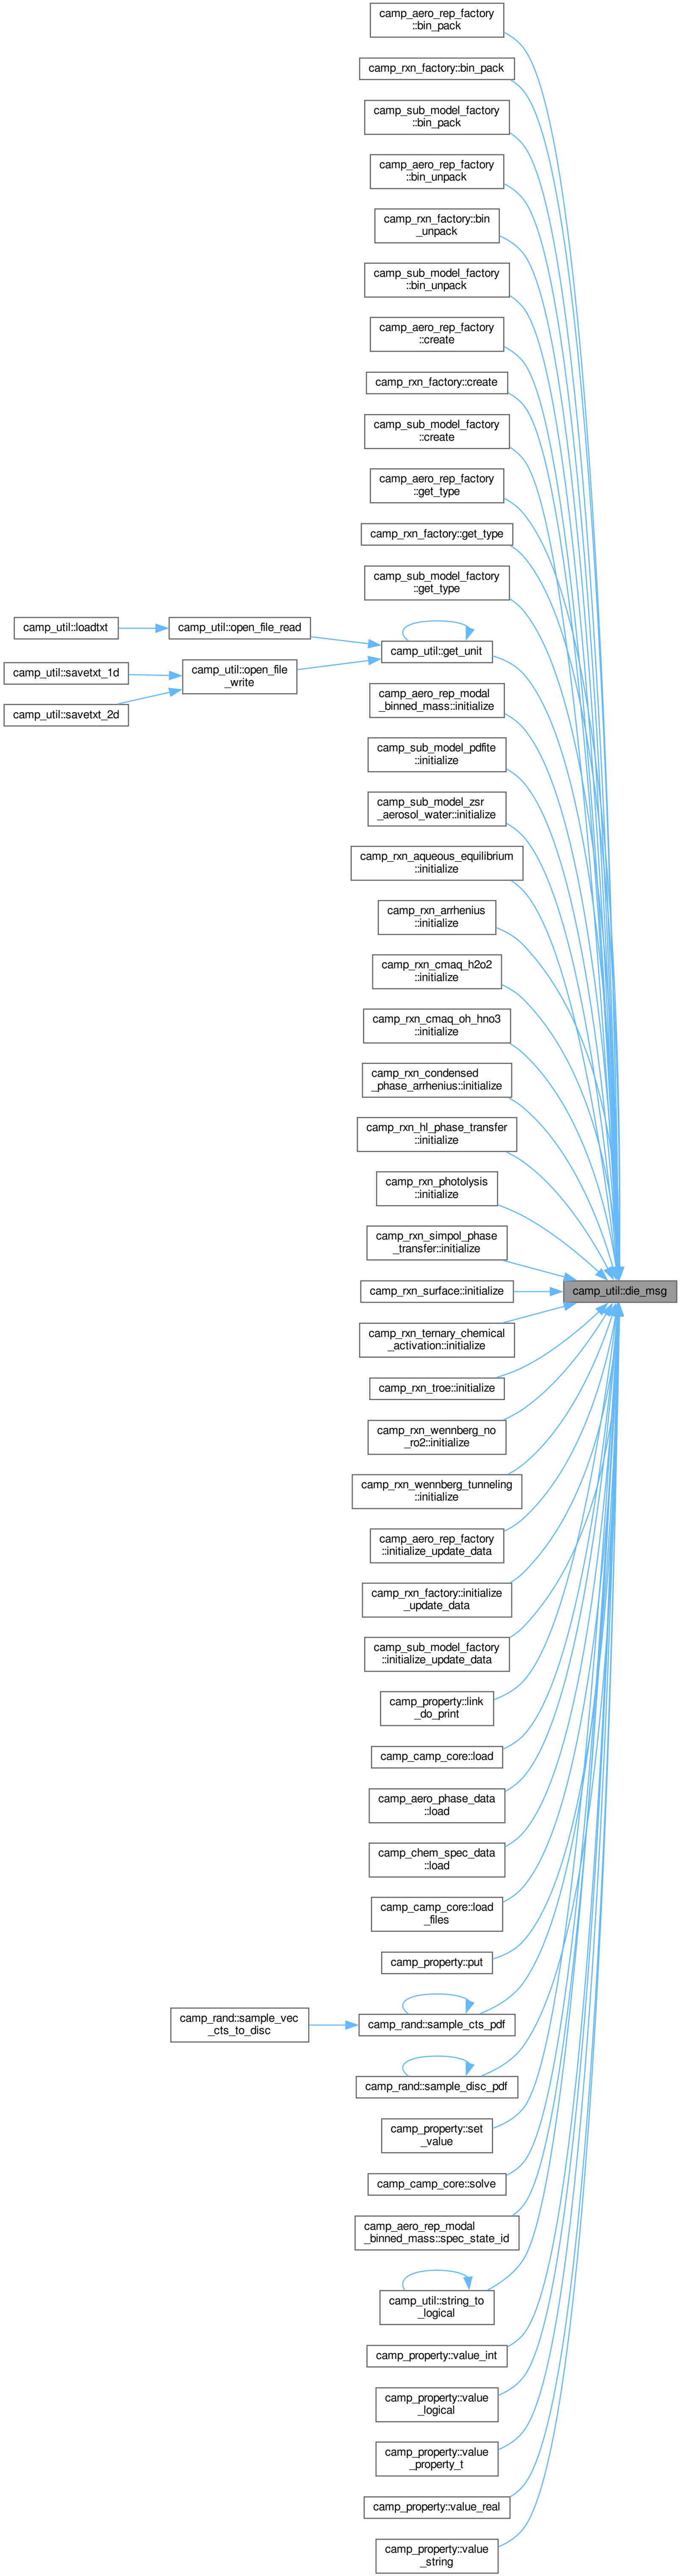 camp_aero_rep_factory
::bin_pack
camp_rxn_factory::bin_pack
camp_sub_model_factory
::bin_pack
camp_aero_rep_factory
::bin_unpack
camp_rxn_factory::bin
_unpack
camp_sub_model_factory
::bin_unpack
camp_aero_rep_factory
::create
camp_rxn_factory::create
camp_sub_model_factory
::create
camp_aero_rep_factory
::get_type
camp_rxn_factory::get_type
camp_sub_model_factory
::get_type
camp_util::loadtxt
camp_util::open_file_read
camp_util::get_unit
camp_util::savetxt_1d
camp_util::open_file
_write
camp_util::savetxt_2d
camp_aero_rep_modal
_binned_mass::initialize
camp_sub_model_pdfite
::initialize
camp_sub_model_zsr
_aerosol_water::initialize
camp_rxn_aqueous_equilibrium
::initialize
camp_rxn_arrhenius
::initialize
camp_rxn_cmaq_h2o2
::initialize
camp_rxn_cmaq_oh_hno3
::initialize
camp_rxn_condensed
_phase_arrhenius::initialize
camp_rxn_hl_phase_transfer
::initialize
camp_rxn_photolysis
::initialize
camp_rxn_simpol_phase
_transfer::initialize
camp_rxn_surface::initialize
camp_util::die_msg
camp_rxn_ternary_chemical
_activation::initialize
camp_rxn_troe::initialize
camp_rxn_wennberg_no
_ro2::initialize
camp_rxn_wennberg_tunneling
::initialize
camp_aero_rep_factory
::initialize_update_data
camp_rxn_factory::initialize
_update_data
camp_sub_model_factory
::initialize_update_data
camp_property::link
_do_print
camp_camp_core::load
camp_aero_phase_data
::load
camp_chem_spec_data
::load
camp_camp_core::load
_files
camp_property::put
camp_rand::sample_vec
_cts_to_disc
camp_rand::sample_cts_pdf
camp_rand::sample_disc_pdf
camp_property::set
_value
camp_camp_core::solve
camp_aero_rep_modal
_binned_mass::spec_state_id
camp_util::string_to
_logical
camp_property::value_int
camp_property::value
_logical
camp_property::value
_property_t
camp_property::value_real
camp_property::value
_string